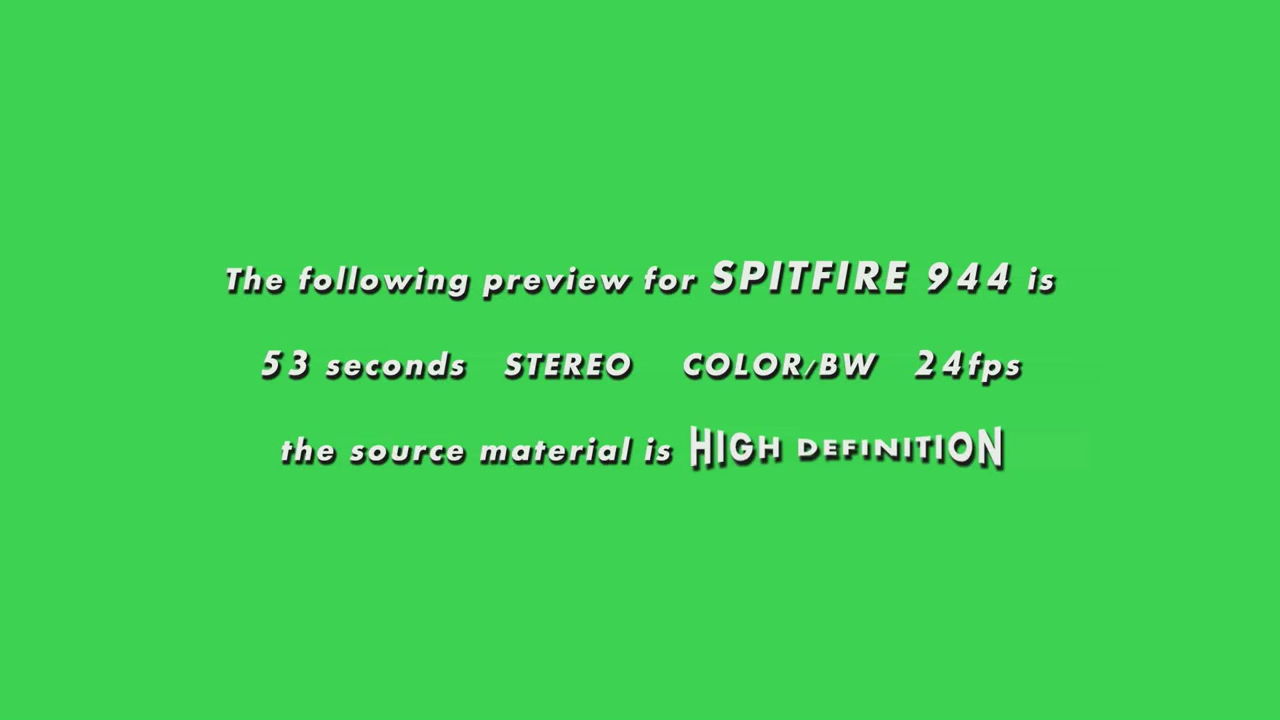 The following preview for SPITFIRE 944 is
53 seconds STEREO COLOR/BW 24fps
the source material is HIGH DEFINITION